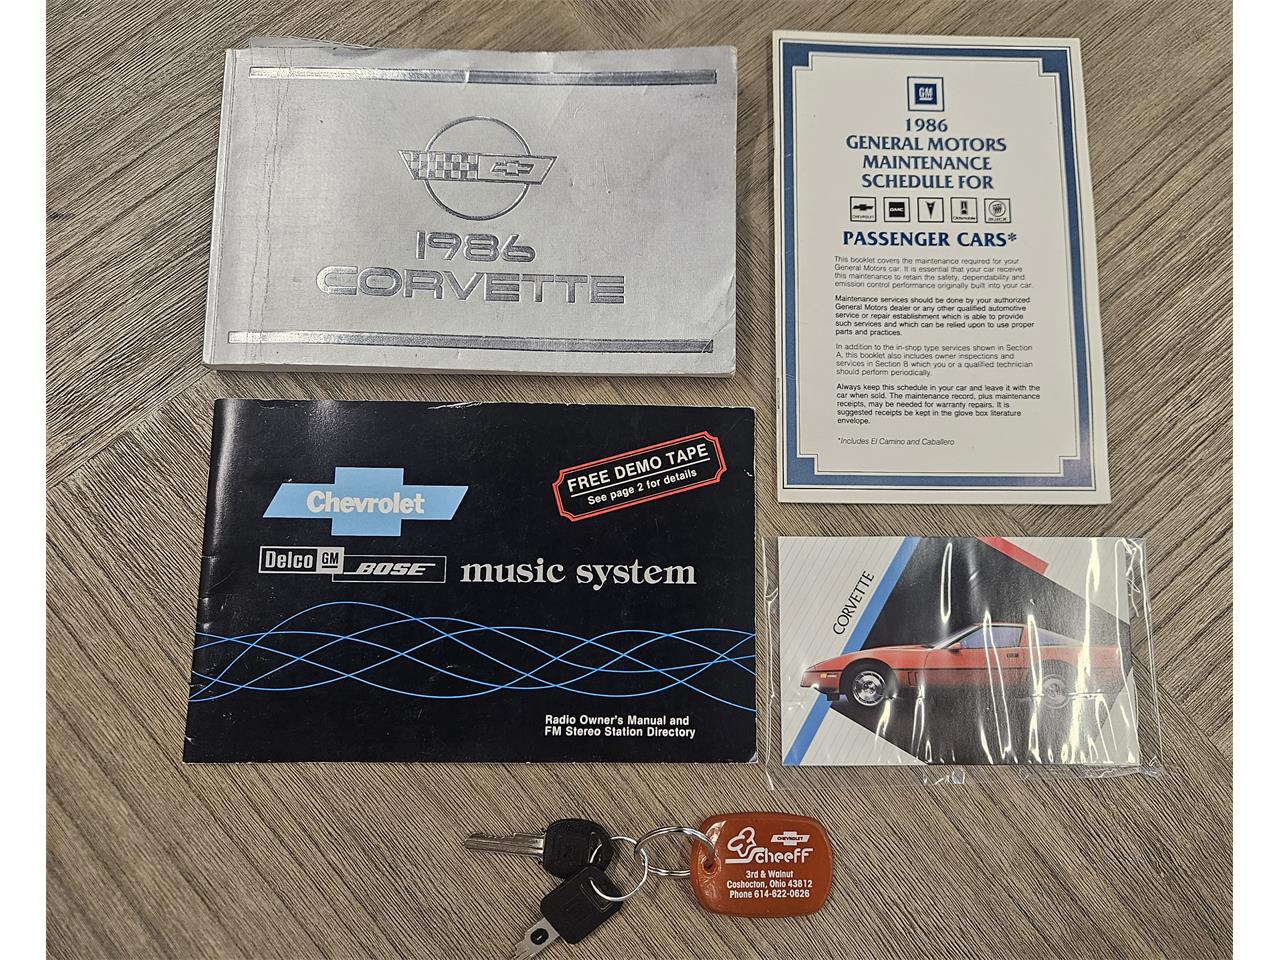 1986
CORVETTE
GM
1986
GENERAL MOTORS
MAINTENANCE
SCHEDULE FOR
CHEVROLET GMC Oldsmobile BUICK
PASSENGER CARS*
This booklet covers the maintenance required for your
General Motors car. It is essential that your car receive
this maintenance to retain the safety, dependability and
emission control performance originally built into your car.
Maintenance services should be done by your authorized
General Motors dealer or any other qualified automotive
service or repair establishment which is able to provide
such services and which can be relied upon to use proper
parts and practices.
In addition to the in-shop type services shown in Section
A, this booklet also includes owner inspections and
services in Section B which you or a qualified technician
should perform periodically.
Always keep this schedule in your car and leave it with the
car when sold. The maintenance record, plus maintenance
receipts, may be needed for warranty repairs. It is
suggested receipts be kept in the glove box literature
envelope.
*Includes El Camino and Caballero
FREE DEMO TAPE
See page 2 for details
Chevrolet
Delco GM BOSE music system
Radio Owner's Manual and
FM Stereo Station Directory
CORVETTE
CHEVROLET
Scheeff
3rd & Walnut
Coshocton, Ohio 43812
Phone 614-622-0626